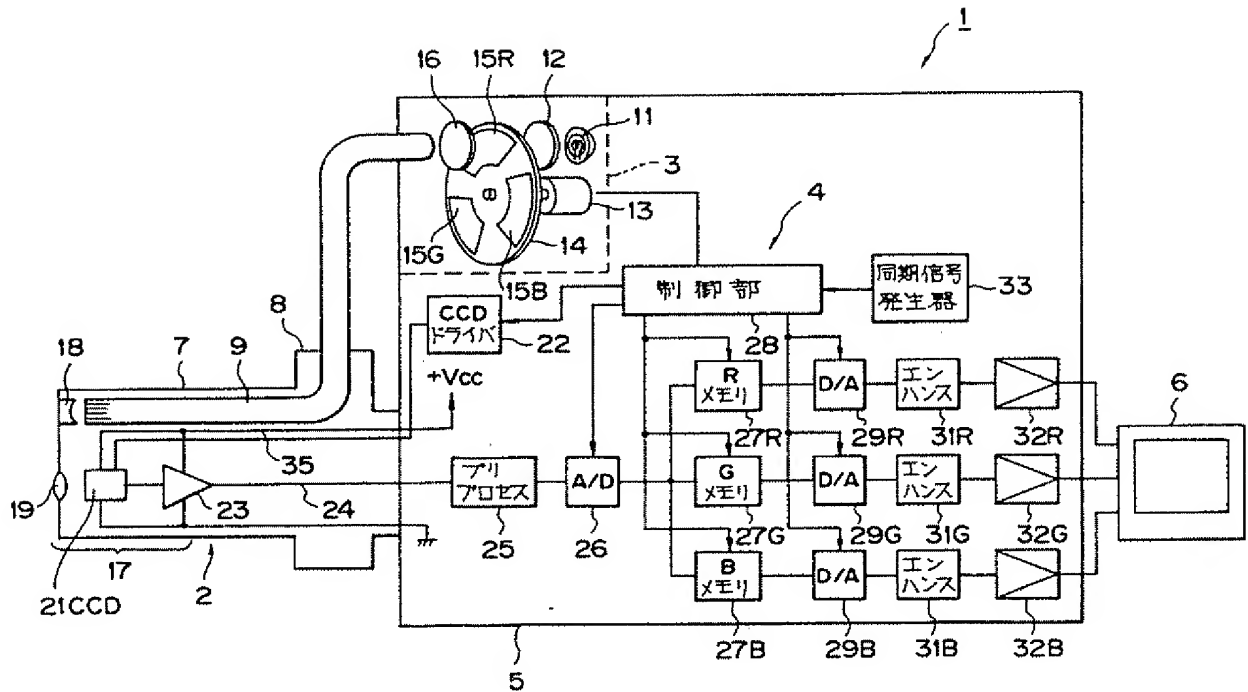 1
16
15R
12
11
3
13
15G
15B
14
4
制御部
28
同期信号
発生器
33
CCD
ドライバ
22
8
7
9
18
+Vcc
35
19
23
24
17
2
21CCD
プリ
プロセス
25
A/D
26
R
メモリ
27R
D/A
29R
エン
ハンス
31R
32R
6
G
メモリ
27G
D/A
29G
エン
ハンス
31G
32G
B
メモリ
27B
D/A
29B
エン
ハンス
31B
32B
5